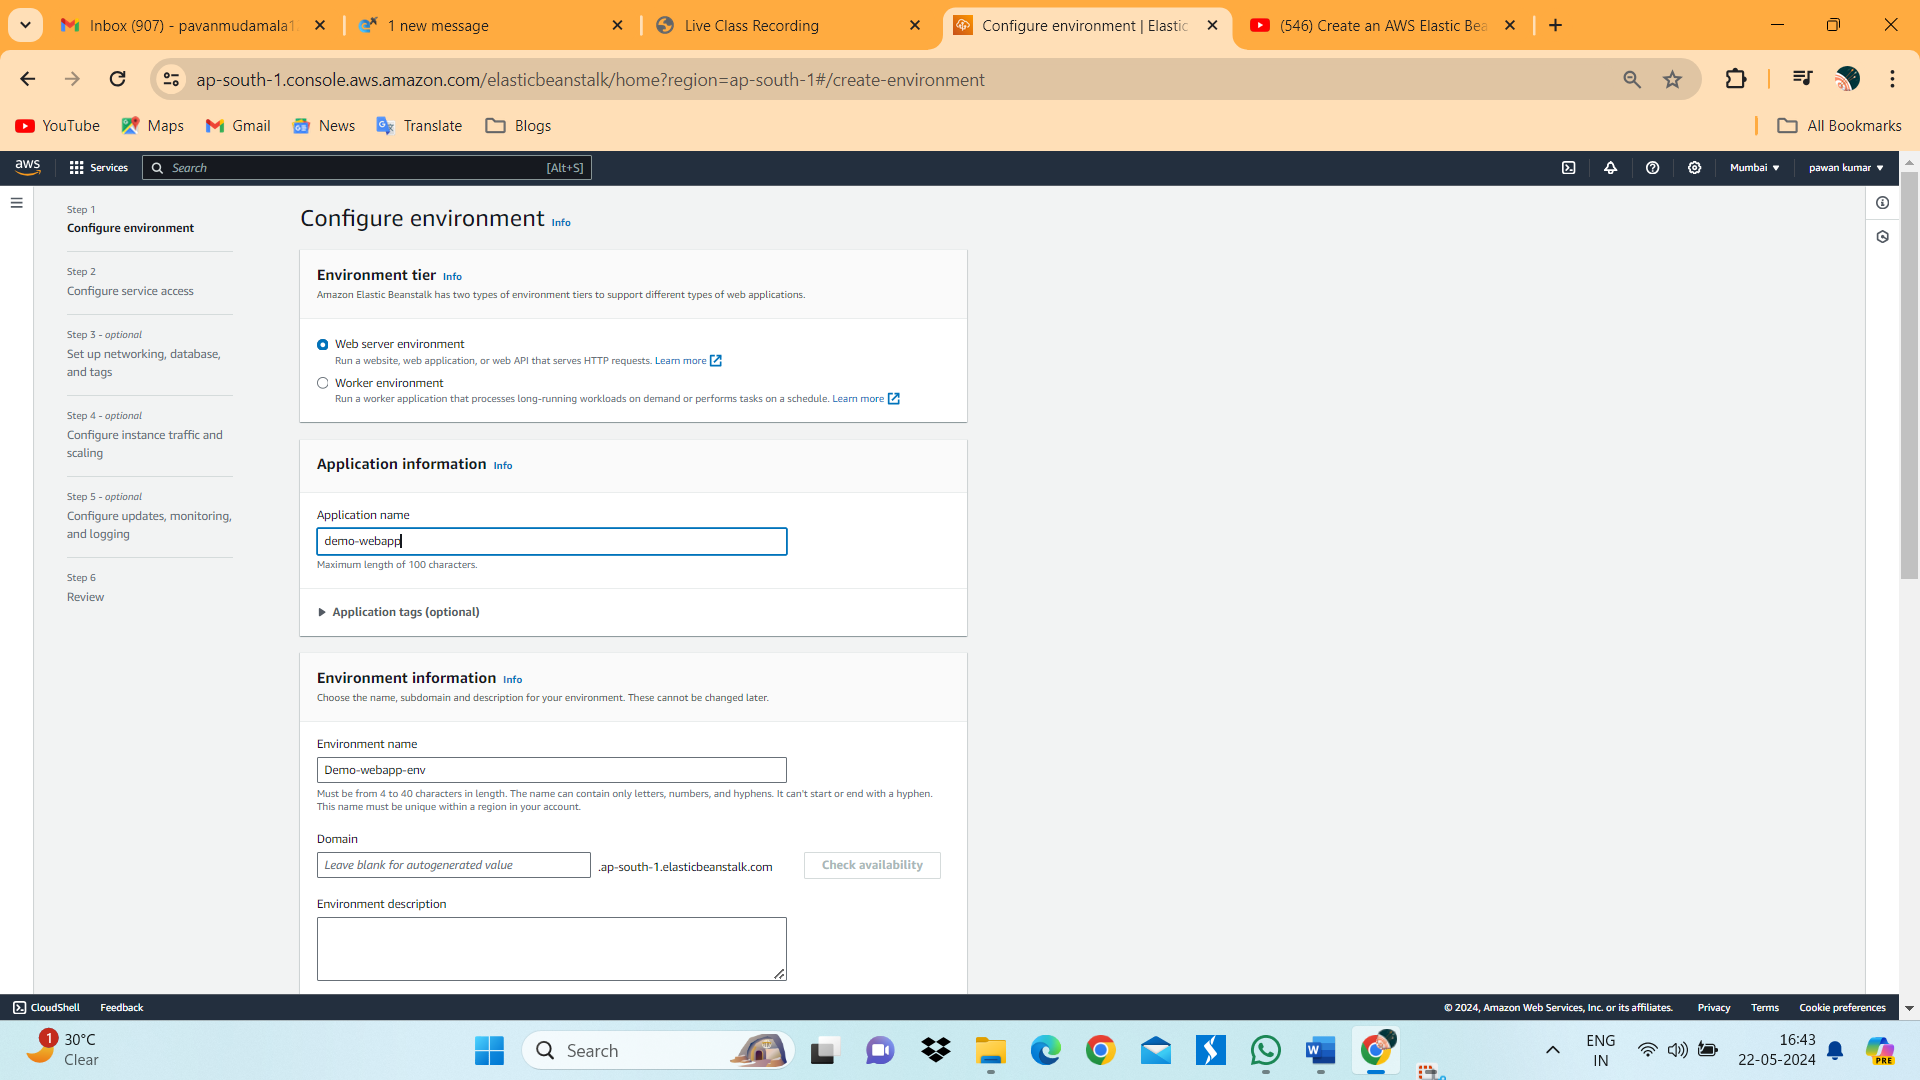 Inbox (907) - pavanmudamala1
1 new message
Live Class Recording
Configure environment | Elastic
(546) Create an AWS Elastic Bea
ap-south-1.console.aws.amazon.com/elasticbeanstalk/home?region=ap-south-1#/create-environment
YouTube
Maps
Gmail
News
Translate
Blogs
All Bookmarks
aws
Services
Search
[Alt+S]
Mumbai
pawan kumar
Step 1
Configure environment
Step 2
Configure service access
Step 3 - optional
Set up networking, database,
and tags
Step 4 - optional
Configure instance traffic and
scaling
Step 5 - optional
Configure updates, monitoring,
and logging
Step 6
Review
Configure environment Info
Environment tier Info
Amazon Elastic Beanstalk has two types of environment tiers to support different types of web applications.
Web server environment
Run a website, web application, or web API that serves HTTP requests. Learn more
Worker environment
Run a worker application that processes long-running workloads on demand or performs tasks on a schedule. Learn more
Application information Info
Application name
demo-webapp
Maximum length of 100 characters.
Application tags (optional)
Environment information Info
Choose the name, subdomain and description for your environment. These cannot be changed later.
Environment name
Demo-webapp-env
Must be from 4 to 40 characters in length. The name can contain only letters, numbers, and hyphens. It can't start or end with a hyphen.
This name must be unique within a region in your account.
Domain
Leave blank for autogenerated value
.ap-south-1.elasticbeanstalk.com
Check availability
Environment description
CloudShell
Feedback
© 2024, Amazon Web Services, Inc. or its affiliates.
Privacy
Terms
Cookie preferences
1
30°C
Clear
Search
ENG
IN
16:43
22-05-2024
PRE